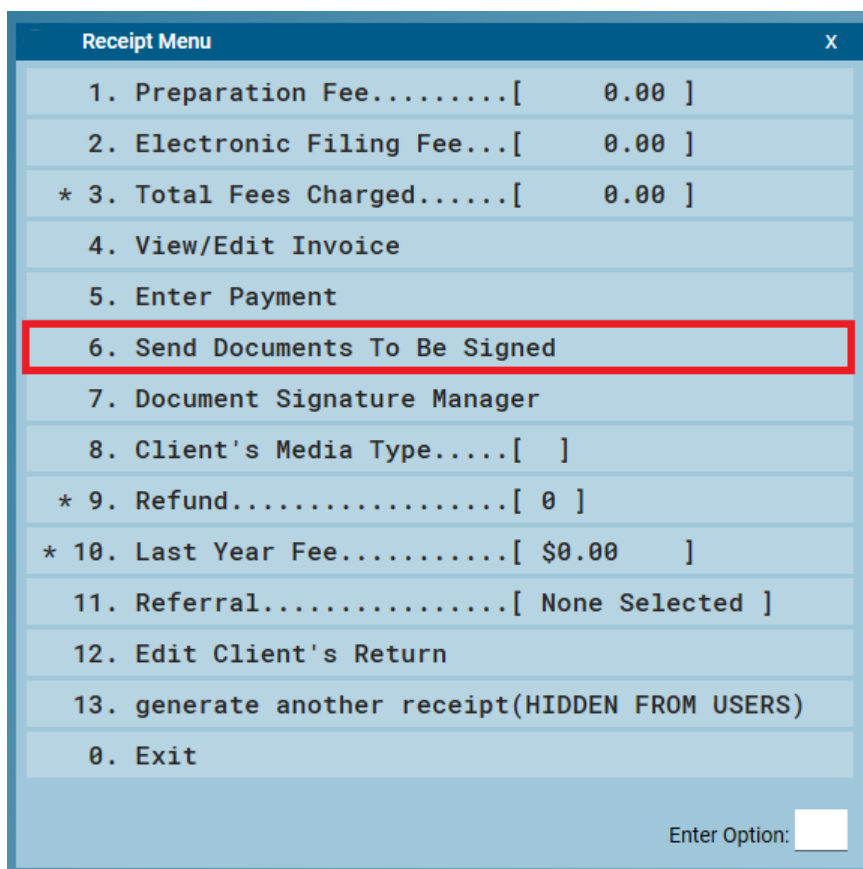 Receipt Menu X
1. Preparation Fee.........[ 0.00 ]
2. Electronic Filing Fee...[ 0.00 ]
* 3. Total Fees Charged......[ 0.00 ]
4. View/Edit Invoice
5. Enter Payment
6. Send Documents To Be Signed
7. Document Signature Manager
8. Client's Media Type.....[ ]
* 9. Refund..................[ 0 ]
* 10. Last Year Fee...........[ $0.00 ]
11. Referral................[ None Selected ]
12. Edit Client's Return
13. generate another receipt(HIDDEN FROM USERS)
0. Exit
Enter Option: